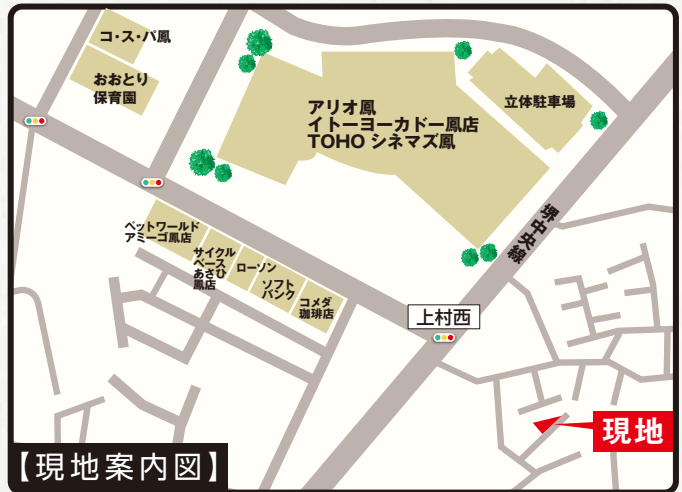 コ・ス・パ鳳
おおとり
保育園
アリオ鳳
イトーヨーカドー鳳店
TOHO シネマズ鳳
立体駐車場
堺中央線
ペットワールド
アミーゴ鳳店
サイクル
ベース
あさひ
鳳店
ローソン
ソフト
バンク
コメダ
珈琲店
上村西
現地
【現地案内図】